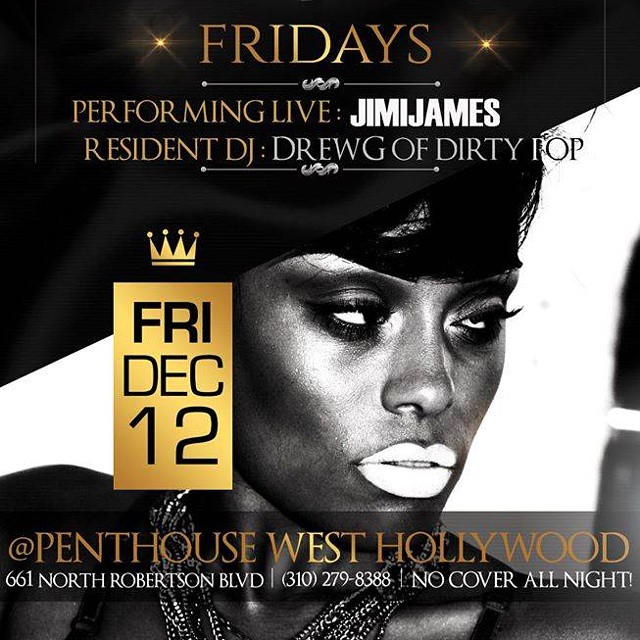 FRIDAYS
PERFORMING LIVE : JIMIJAMES
RESIDENT DJ : DREWG OF DIRTY POP
FRI
DEC
12
@PENTHOUSE WEST HOLLYWOOD
661 NORTH ROBERTSON BLVD | (310) 279-8388 | NO COVER ALL NIGHT!